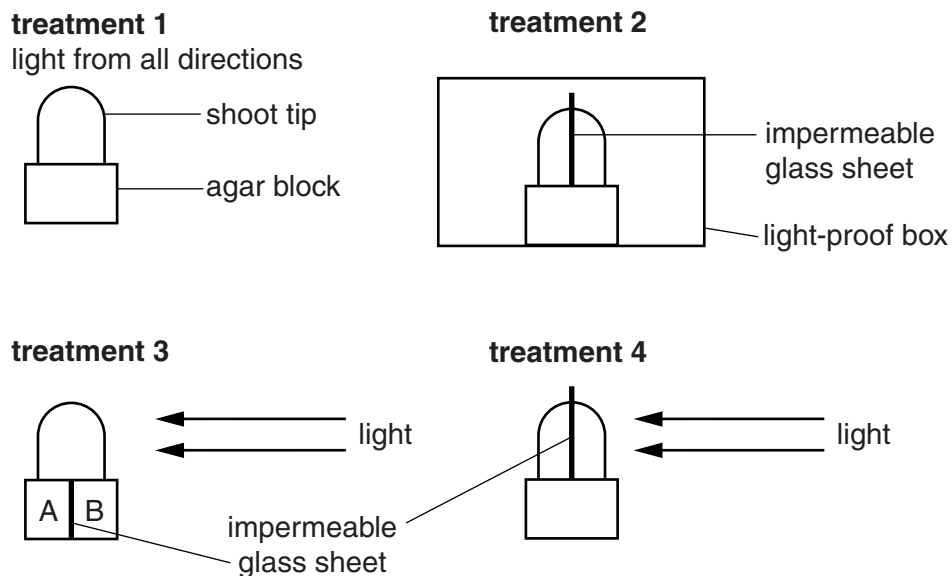 treatment 1
light from all directions
shoot tip
agar block
treatment 2
impermeable
glass sheet
light-proof box
treatment 3
light
A B
impermeable
glass sheet
treatment 4
light